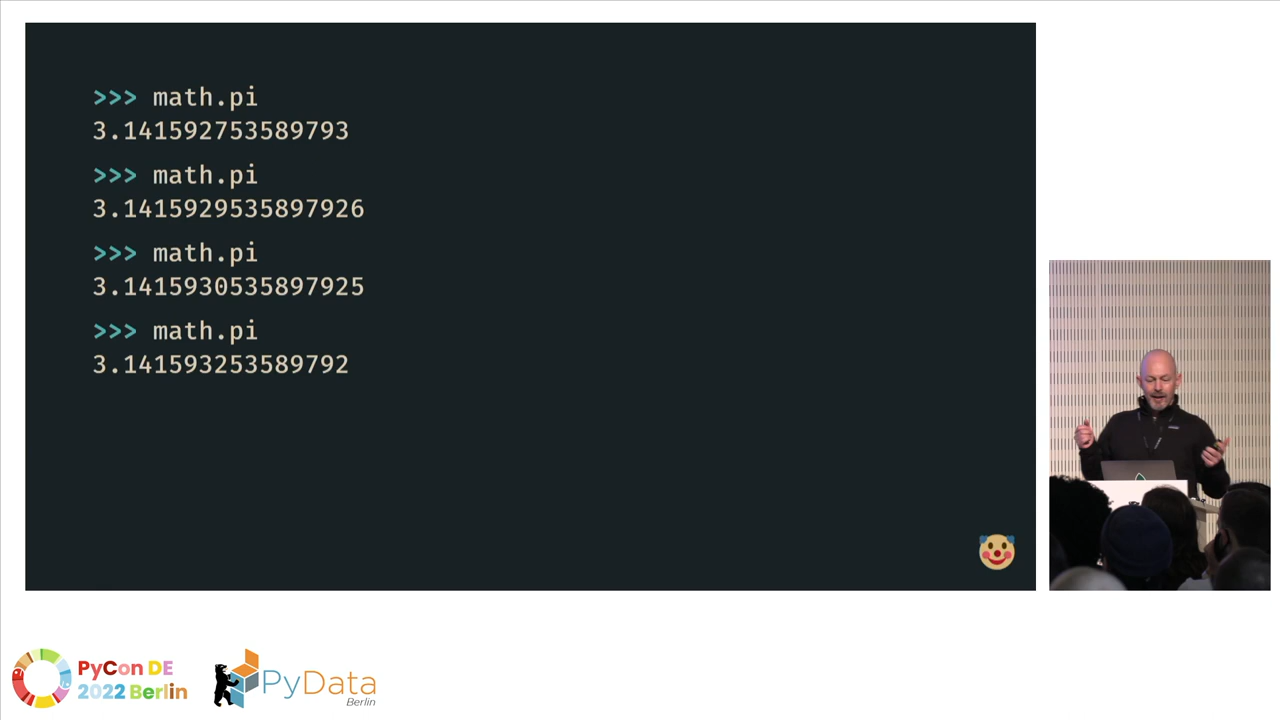 >>> math.pi
3.141592753589793
>>> math.pi
3.1415929535897926
>>> math.pi
3.1415930535897925
>>> math.pi
3.141593253589792
PyCon DE
2022 Berlin
PyData
Berlin